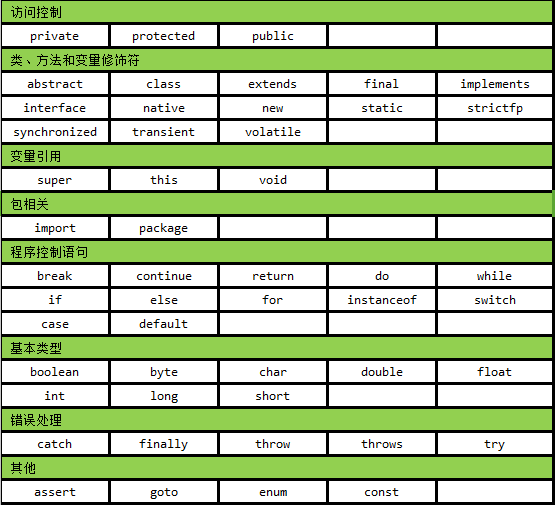 访问控制
private protected public
类、方法和变量修饰符
abstract class extends final implements
interface native new static strictfp
synchronized transient volatile
变量引用
super this void
包相关
import package
程序控制语句
break continue return do while
if else for instanceof switch
case default
基本类型
boolean byte char double float
int long short
错误处理
catch finally throw throws try
其他
assert goto enum const